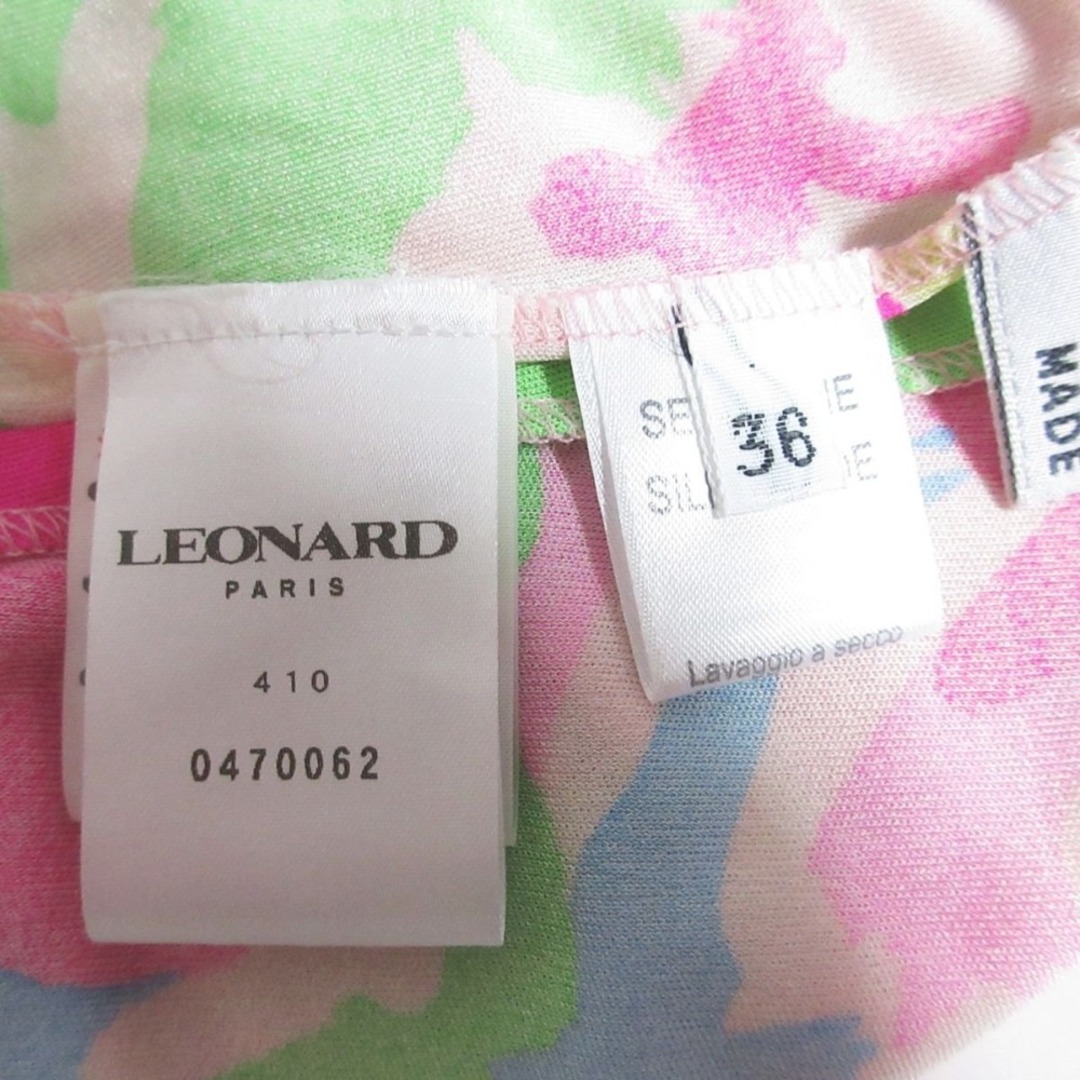 LEONARD
PARIS
410
0470062
36
Lavaggio a secco
MADE